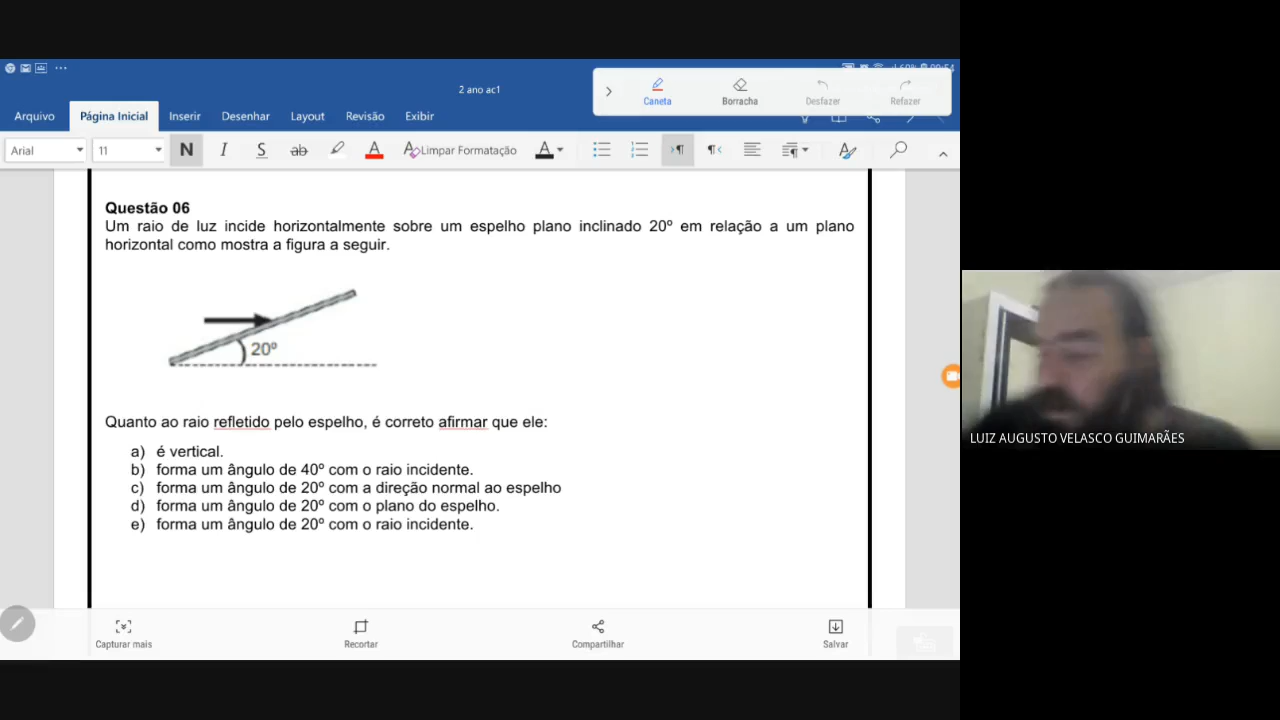 2 ano ac1
Caneta
Borracha
Desfazer
Refazer
Arquivo
Página Inicial
Inserir
Desenhar
Layout
Revisão
Exibir
Arial
11
N
I
S
ab
A
Limpar Formatação
A
Questão 06
Um raio de luz incide horizontalmente sobre um espelho plano inclinado 20º em relação a um plano
horizontal como mostra a figura a seguir.
20º
Quanto ao raio refletido pelo espelho, é correto afirmar que ele:
a) é vertical.
b) forma um ângulo de 40º com o raio incidente.
c) forma um ângulo de 20º com a direção normal ao espelho
d) forma um ângulo de 20º com o plano do espelho.
e) forma um ângulo de 20º com o raio incidente.
LUIZ AUGUSTO VELASCO GUIMARÃES
Capturar mais
Recortar
Compartilhar
Salvar